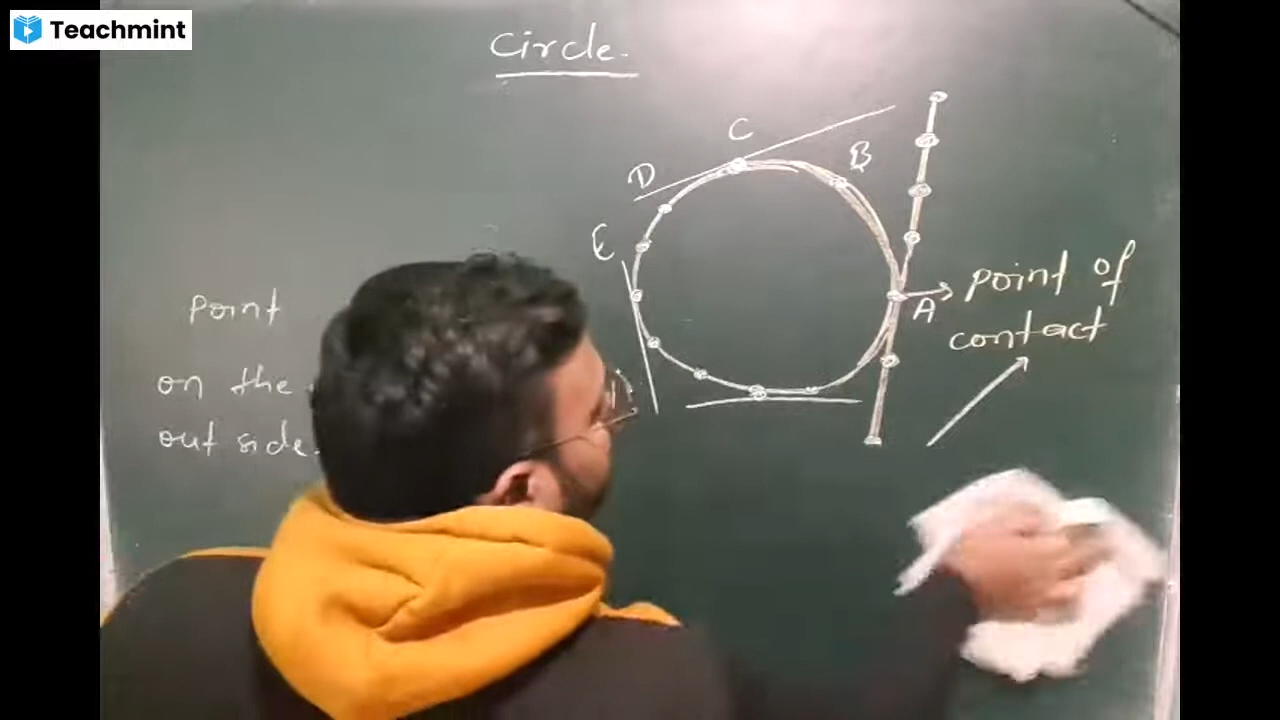 Teachmint
Circle.
C
B
D
E
A
point of
contact
Point
on the
out side.